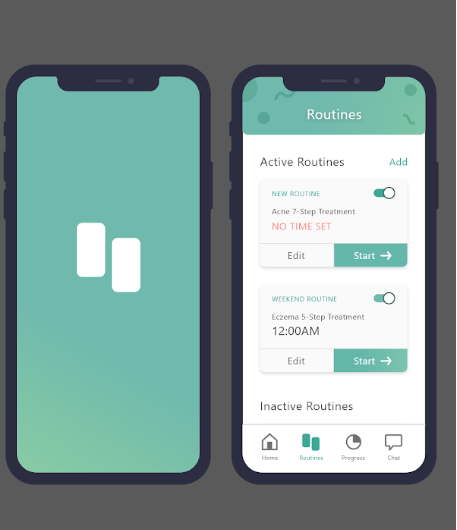 Routines
Active Routines Add
NEW ROUTINE
Acne 7-Step Treatment
NO TIME SET
Edit Start
WEEKEND ROUTINE
Eczema 5-Step Treatment
12:00AM
Edit Start
Inactive Routines
Home Routines Progress Chat